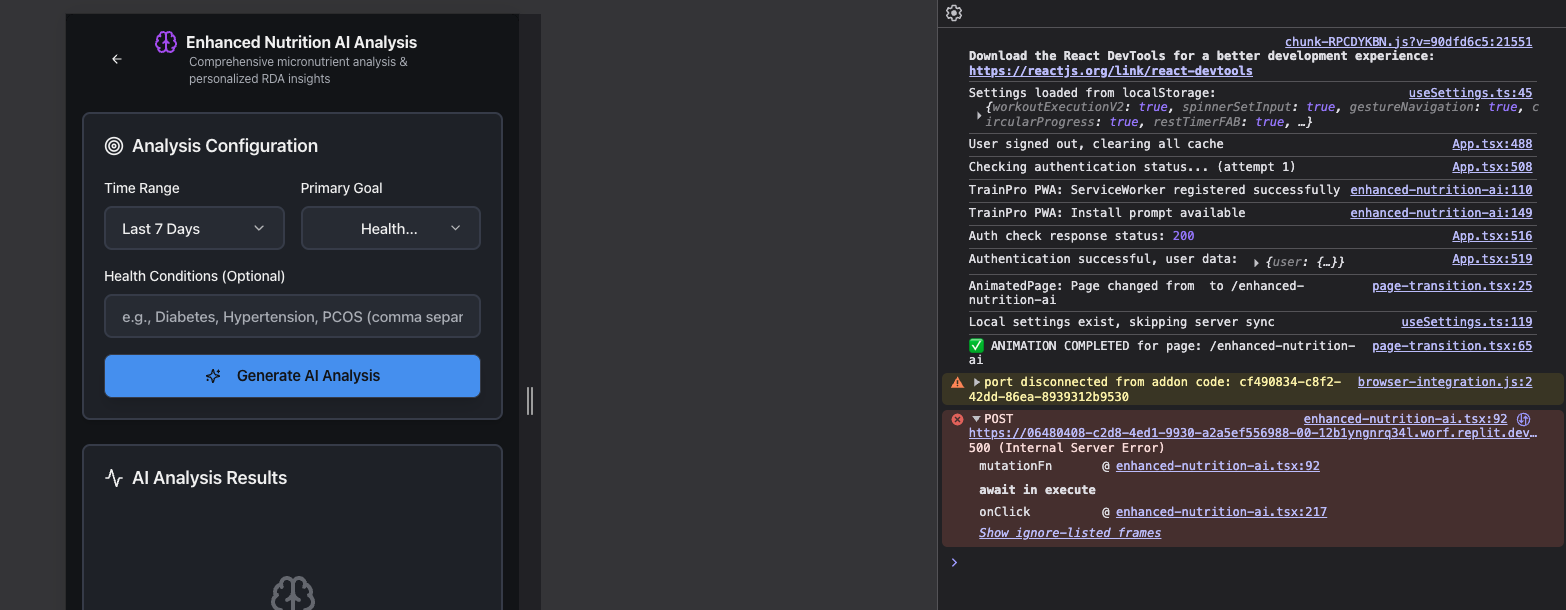 Enhanced Nutrition AI Analysis
Comprehensive micronutrient analysis &
personalized RDA insights
Analysis Configuration
Time Range
Primary Goal
Last 7 Days
Health...
Health Conditions (Optional)
e.g., Diabetes, Hypertension, PCOS (comma separ
Generate AI Analysis
AI Analysis Results
chunk-RPCDYKBN.js?v=90dfd6c5:21551
Download the React DevTools for a better development experience:
https://reactjs.org/link/react-devtools
Settings loaded from localStorage: useSettings.ts:45
{workoutExecutionV2: true, spinnerSetInput: true, gestureNavigation: true, c
ircularProgress: true, restTimerFAB: true, …}
User signed out, clearing all cache App.tsx:488
Checking authentication status... (attempt 1) App.tsx:508
TrainPro PWA: ServiceWorker registered successfully enhanced-nutrition-ai:110
TrainPro PWA: Install prompt available enhanced-nutrition-ai:149
Auth check response status: 200 App.tsx:516
Authentication successful, user data: {user: {…}} App.tsx:519
AnimatedPage: Page changed from  to /enhanced- page-transition.tsx:25
nutrition-ai
Local settings exist, skipping server sync useSettings.ts:119
✅ ANIMATION COMPLETED for page: /enhanced-nutrition- page-transition.tsx:65
ai
port disconnected from addon code: cf490834-c8f2- browser-integration.js:2
42dd-86ea-8939312b9530
POST enhanced-nutrition-ai.tsx:92
https://06480408-c2d8-4ed1-9930-a2a5ef556988-00-12b1yngnrq34l.worf.replit.dev…
500 (Internal Server Error)
mutationFn @ enhanced-nutrition-ai.tsx:92
await in execute
onClick @ enhanced-nutrition-ai.tsx:217
Show ignore-listed frames